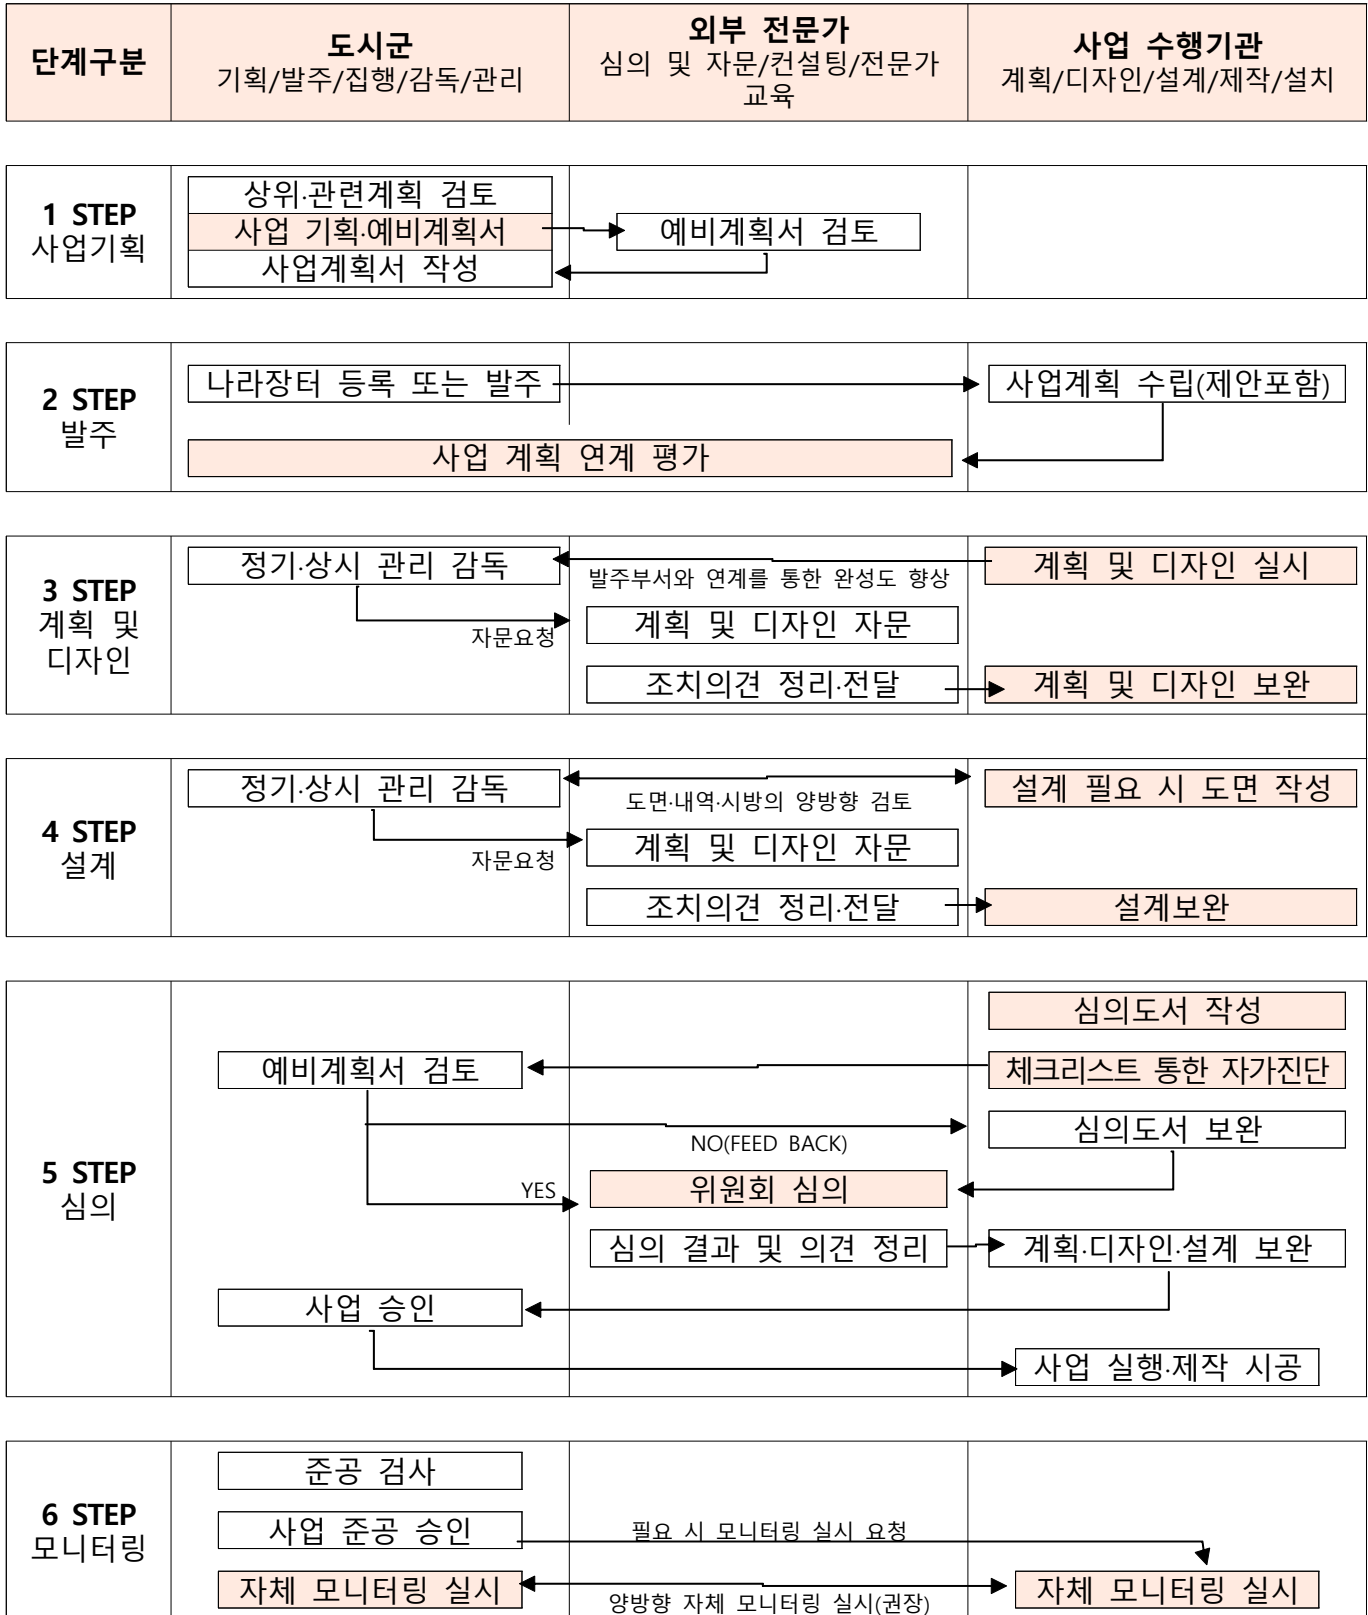 단계구분
도시군
기획/발주/집행/감독/관리
외부 전문가
심의 및 자문/컨설팅/전문가
교육
사업 수행기관
계획/디자인/설계/제작/설치
1 STEP
사업기획
상위·관련계획 검토
사업 기획·예비계획서
사업계획서 작성
예비계획서 검토
2 STEP
발주
나라장터 등록 또는 발주
사업계획 수립(제안포함)
사업 계획 연계 평가
3 STEP
계획 및
디자인
정기·상시 관리 감독
발주부서와 연계를 통한 완성도 향상
계획 및 디자인 실시
자문요청
계획 및 디자인 자문
조치의견 정리·전달
계획 및 디자인 보완
4 STEP
설계
정기·상시 관리 감독
도면·내역·시방의 양방향 검토
설계 필요 시 도면 작성
자문요청
계획 및 디자인 자문
조치의견 정리·전달
설계보완
5 STEP
심의
심의도서 작성
예비계획서 검토
체크리스트 통한 자가진단
NO(FEED BACK)
심의도서 보완
YES
위원회 심의
심의 결과 및 의견 정리
계획·디자인·설계 보완
사업 승인
사업 실행·제작 시공
6 STEP
모니터링
준공 검사
사업 준공 승인
필요 시 모니터링 실시 요청
자체 모니터링 실시
양방향 자체 모니터링 실시(권장)
자체 모니터링 실시